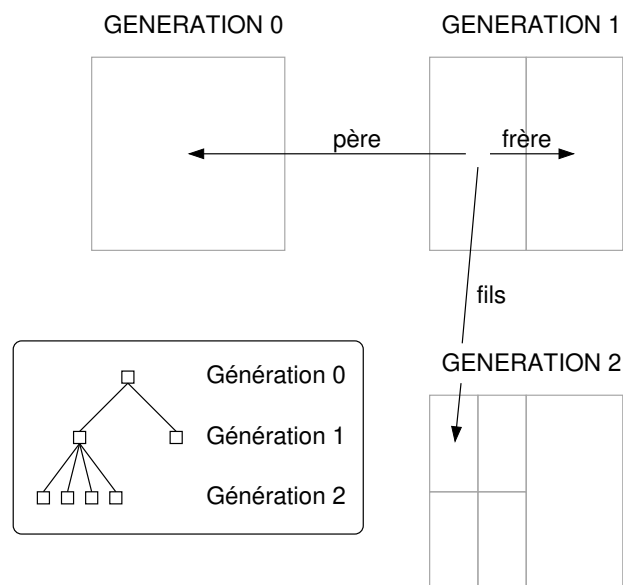 GENERATION 0
GENERATION 1
père
frère
fils
GENERATION 2
Génération 0
Génération 1
Génération 2